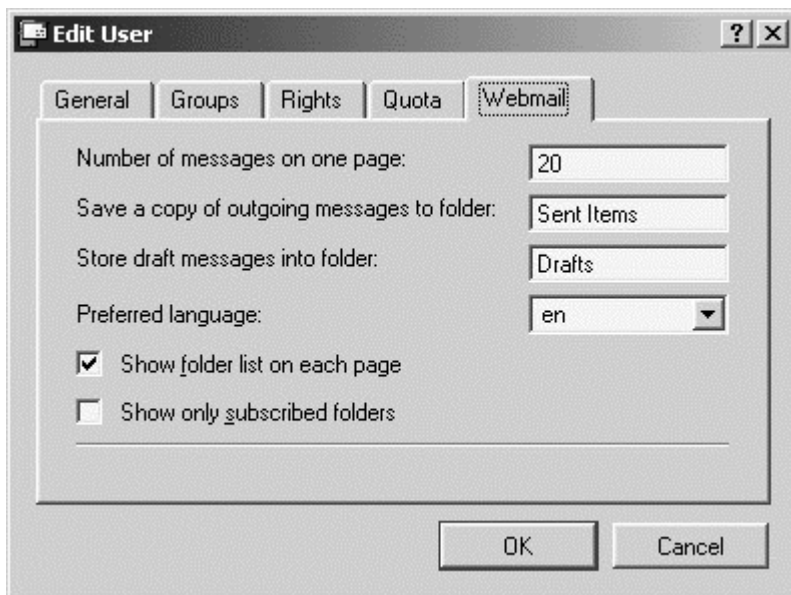 Edit User
General Groups Rights Quota Webmail
Number of messages on one page: 20
Save a copy of outgoing messages to folder: Sent Items
Store draft messages into folder: Drafts
Preferred language: en
Show folder list on each page
Show only subscribed folders
OK Cancel